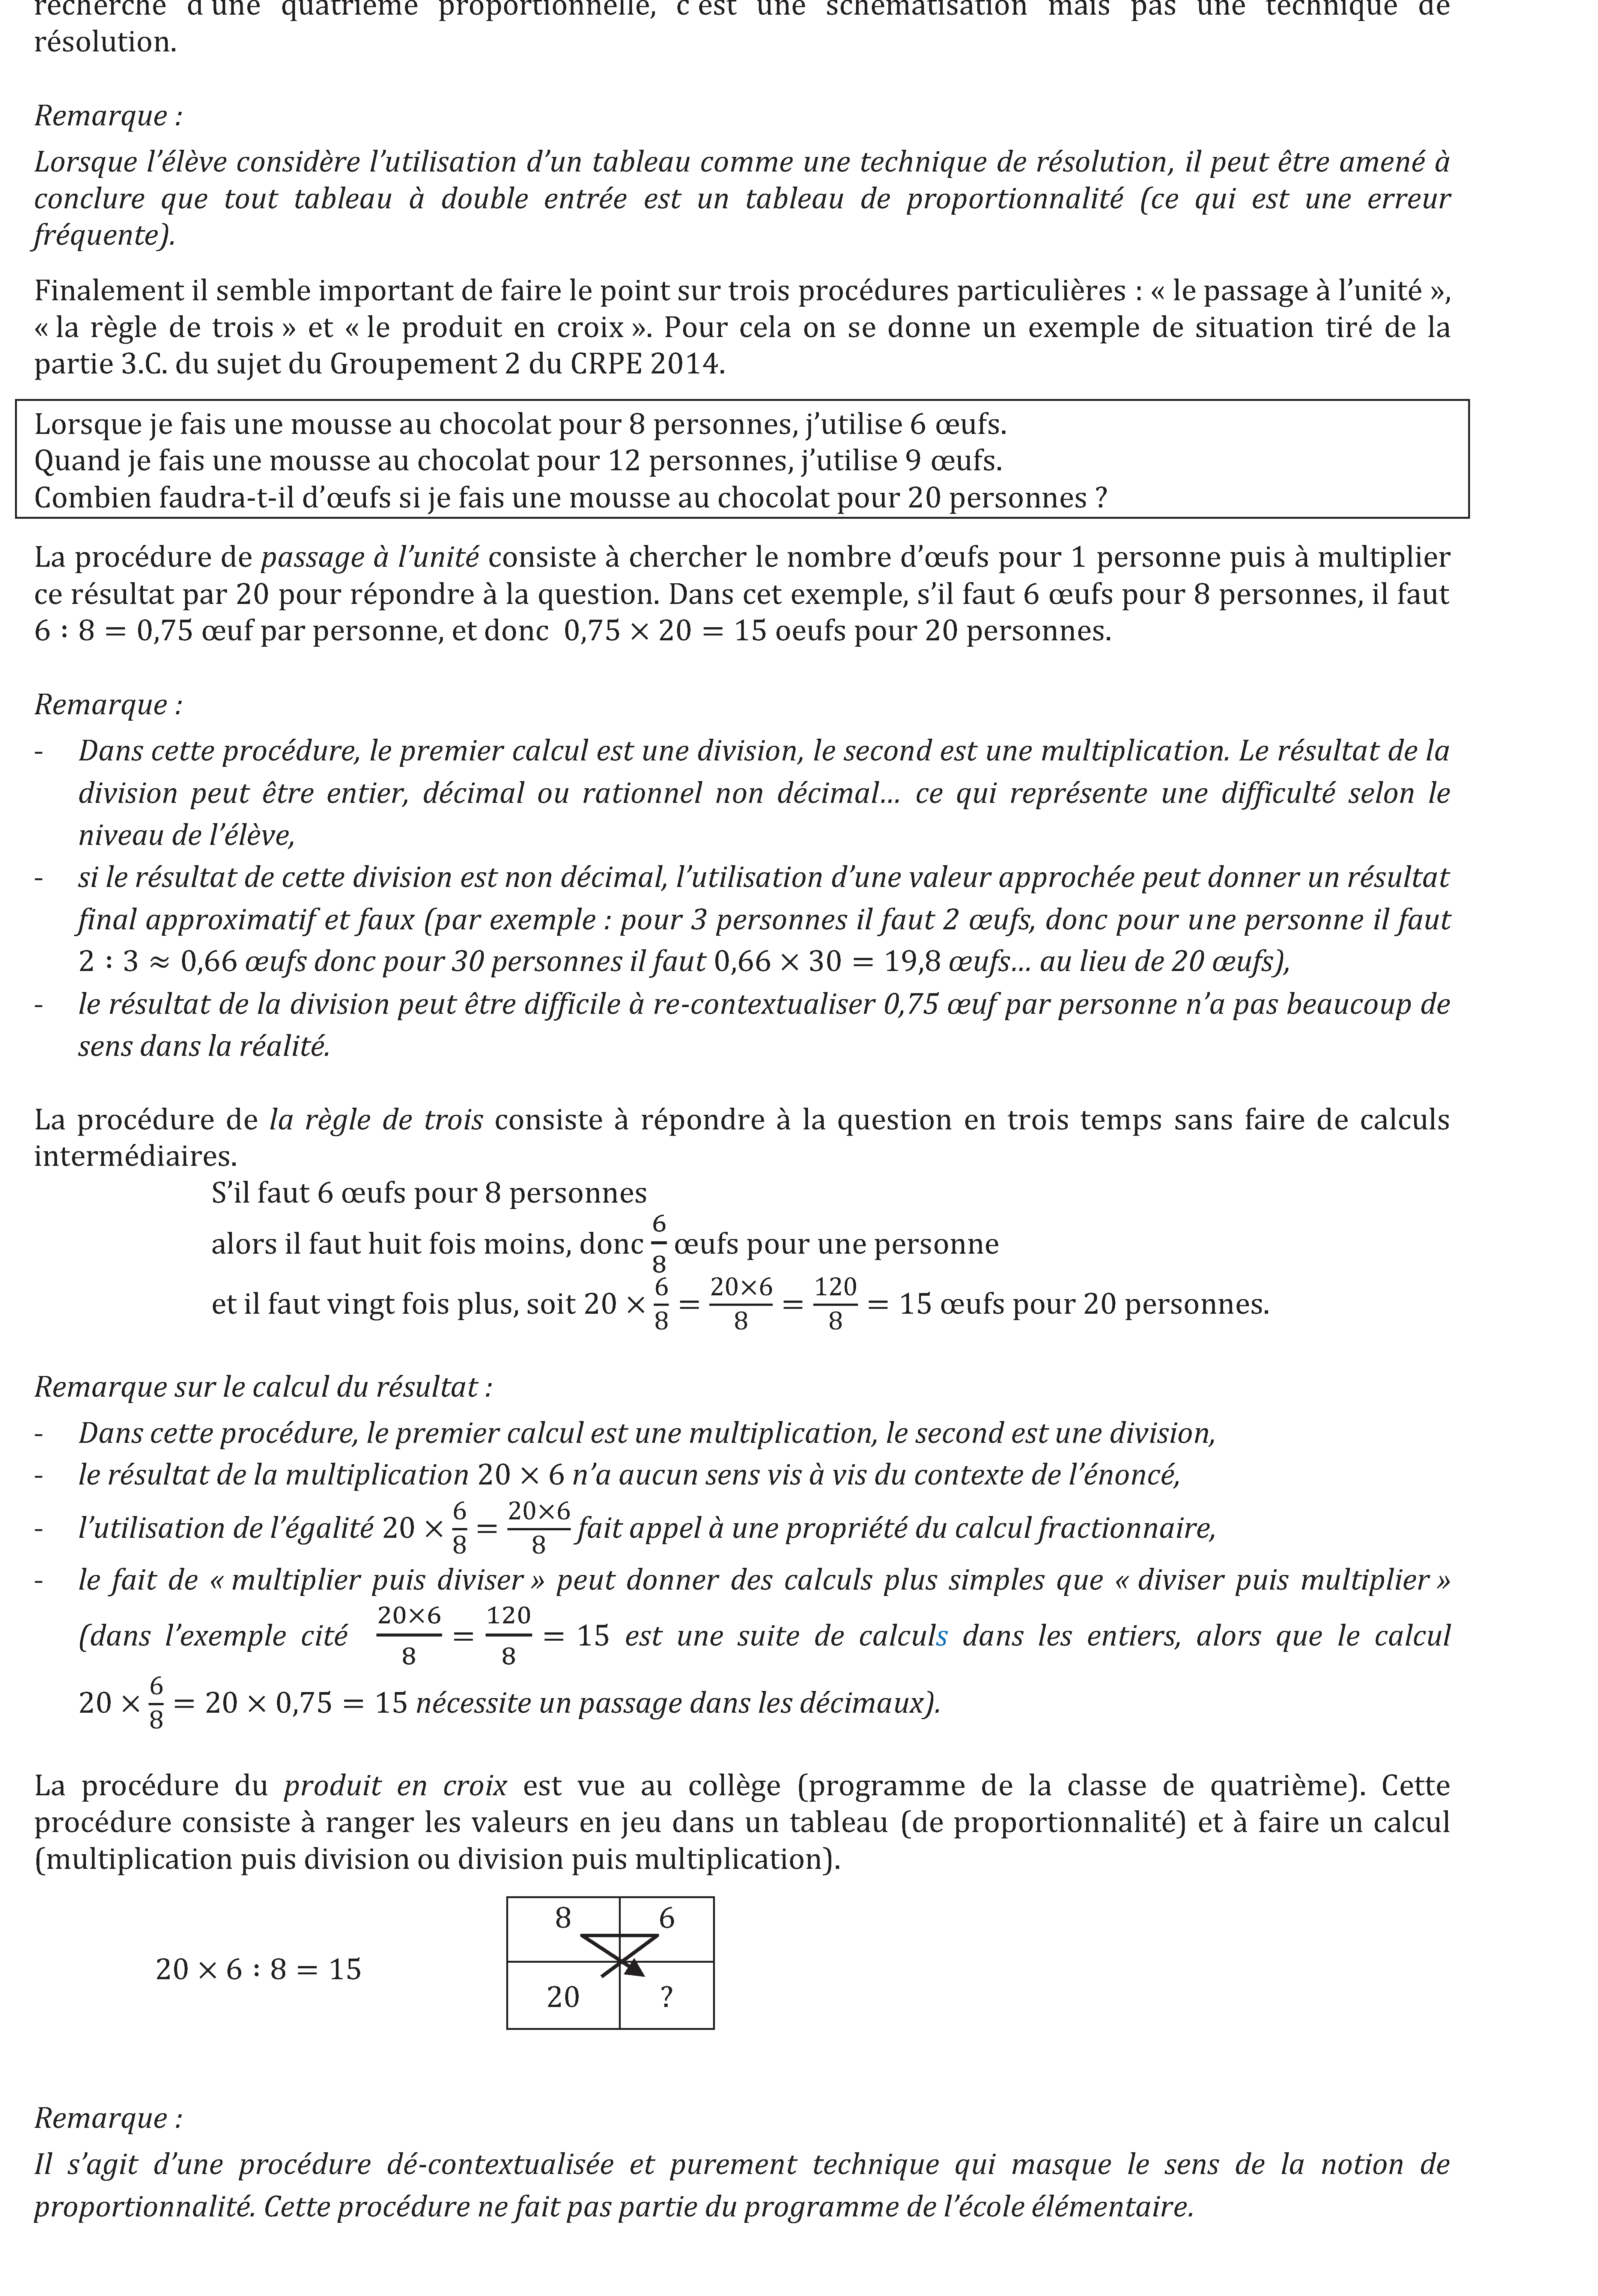 recherche d'une quatrième proportionnelle, c'est une schématisation mais pas une technique de
résolution.
Remarque :
Lorsque l'élève considère l'utilisation d'un tableau comme une technique de résolution, il peut être amené à
conclure que tout tableau à double entrée est un tableau de proportionnalité (ce qui est une erreur
fréquente).
Finalement il semble important de faire le point sur trois procédures particulières : « le passage à l'unité »,
« la règle de trois » et « le produit en croix ». Pour cela on se donne un exemple de situation tiré de la
partie 3.C. du sujet du Groupement 2 du CRPE 2014.
Lorsque je fais une mousse au chocolat pour 8 personnes, j'utilise 6 œufs.
Quand je fais une mousse au chocolat pour 12 personnes, j'utilise 9 œufs.
Combien faudra-t-il d'œufs si je fais une mousse au chocolat pour 20 personnes ?
La procédure de passage à l'unité consiste à chercher le nombre d'œufs pour 1 personne puis à multiplier
ce résultat par 20 pour répondre à la question. Dans cet exemple, s'il faut 6 œufs pour 8 personnes, il faut
6 : 8 = 0,75 œuf par personne, et donc 0,75 × 20 = 15 oeufs pour 20 personnes.
Remarque :
- Dans cette procédure, le premier calcul est une division, le second est une multiplication. Le résultat de la
division peut être entier, décimal ou rationnel non décimal… ce qui représente une difficulté selon le
niveau de l'élève,
- si le résultat de cette division est non décimal, l'utilisation d'une valeur approchée peut donner un résultat
final approximatif et faux (par exemple : pour 3 personnes il faut 2 œufs, donc pour une personne il faut
2 : 3 ≈ 0,66 œufs donc pour 30 personnes il faut 0,66 × 30 = 19,8 œufs… au lieu de 20 œufs),
- le résultat de la division peut être difficile à re-contextualiser 0,75 œuf par personne n'a pas beaucoup de
sens dans la réalité.
La procédure de la règle de trois consiste à répondre à la question en trois temps sans faire de calculs
intermédiaires.
S'il faut 6 œufs pour 8 personnes
alors il faut huit fois moins, donc 6/8 œufs pour une personne
et il faut vingt fois plus, soit 20 × 6/8 = 20×6/8 = 120/8 = 15 œufs pour 20 personnes.
Remarque sur le calcul du résultat :
- Dans cette procédure, le premier calcul est une multiplication, le second est une division,
- le résultat de la multiplication 20 × 6 n'a aucun sens vis à vis du contexte de l'énoncé,
- l'utilisation de l'égalité 20 × 6/8 = 20×6/8 fait appel à une propriété du calcul fractionnaire,
- le fait de « multiplier puis diviser » peut donner des calculs plus simples que « diviser puis multiplier »
(dans l'exemple cité 20×6/8 = 120/8 = 15 est une suite de calculs dans les entiers, alors que le calcul
20 × 6/8 = 20 × 0,75 = 15 nécessite un passage dans les décimaux).
La procédure du produit en croix est vue au collège (programme de la classe de quatrième). Cette
procédure consiste à ranger les valeurs en jeu dans un tableau (de proportionnalité) et à faire un calcul
(multiplication puis division ou division puis multiplication).
8 6
20 × 6 : 8 = 15
20 ?
Remarque :
Il s'agit d'une procédure dé-contextualisée et purement technique qui masque le sens de la notion de
proportionnalité. Cette procédure ne fait pas partie du programme de l'école élémentaire.